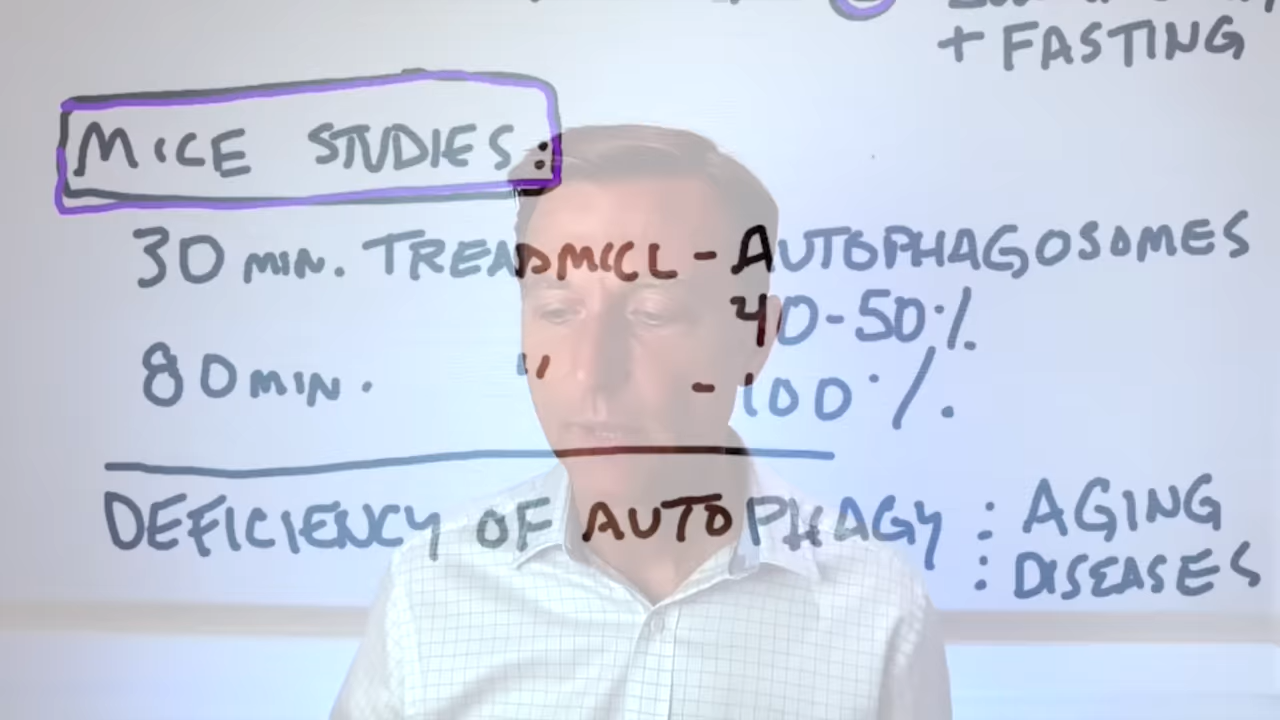 + FASTING
MICE STUDIES:
30 MIN. TREADMILL - AUTOPHAGOSOMES
40-50%
80 MIN. " - 100%.
DEFICIENCY OF AUTOPHAGY : AGING
: DISEASES